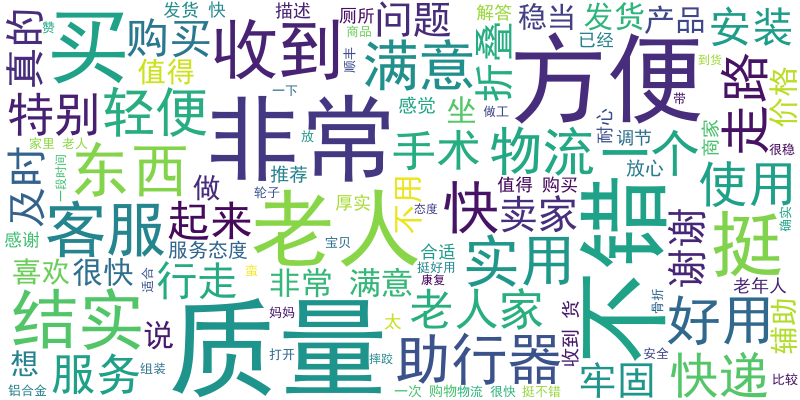 真的
赞
买
发货 快
购买
值得
收到
描述
商品
厕所
顺丰
问题
满意
解答
折叠
稳当
已经
发货
方便
产品
到货
安装
带
走路
价格
特别
轻便
非常
一下
感觉
坐
做工
手术
物流
耐心
调节
一个
商家
很稳
放心
家里 老人
及时
一段时间
东西
做
推荐
放
轮子
老人
厚实
不用
态度
快
值得 购买
卖家
不错
使用
确实
感谢
客服
起来
服务态度
宝贝
合适
挺好用
康复
实用
谢谢
挺
喜欢
很快
适合
行走
蛮
非常 满意
老人家
收到 货
骨折
老年人
好用
辅助
结实
说
质量
妈妈
太
打开
摔跤
助行器
安全
想
服务
组装
铝合金
牢固
快递
比较
一次 购物
物流 很快
挺不错